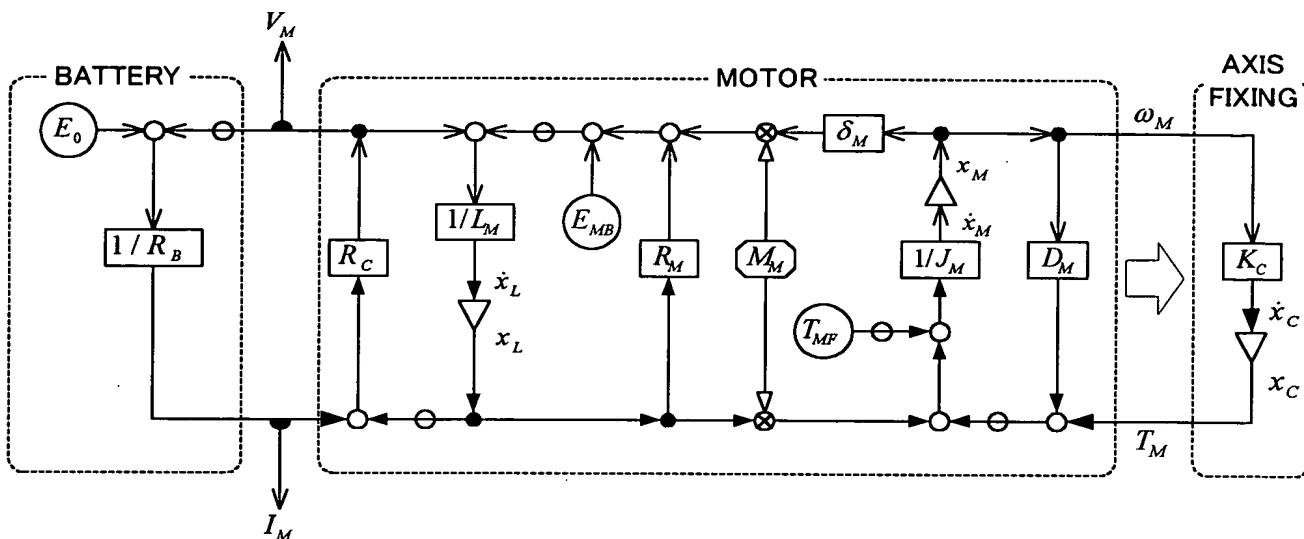 V_M
BATTERY
MOTOR
AXIS
FIXING
E_0
δ_M
ω_M
x_M
1/L_M
E_MB
ẋ_M
1/R_B
R_C
R_M
M_M
1/J_M
D_M
K_C
ẋ_L
ẋ_C
T_MF
x_L
x_C
T_M
I_M